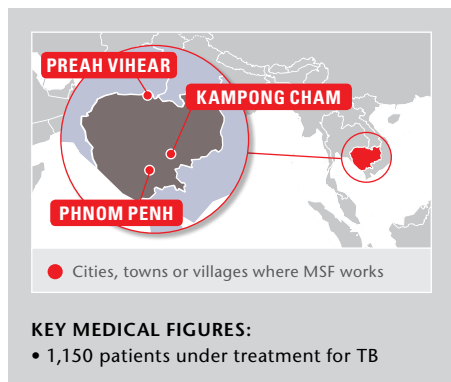 PREAH VIHEAR
KAMPONG CHAM
PHNOM PENH
Cities, towns or villages where MSF works
KEY MEDICAL FIGURES:
• 1,150 patients under treatment for TB